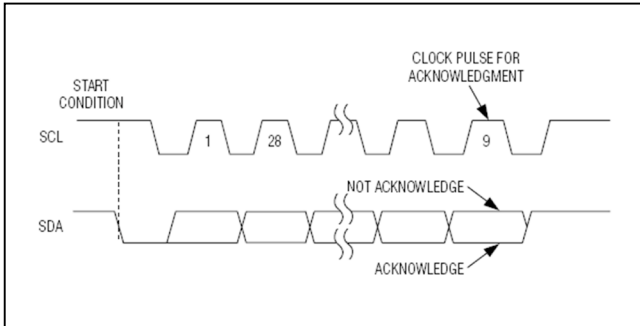 CLOCK PULSE FOR
ACKNOWLEDGMENT
START
CONDITION
SCL
1
28
9
NOT ACKNOWLEDGE
SDA
ACKNOWLEDGE